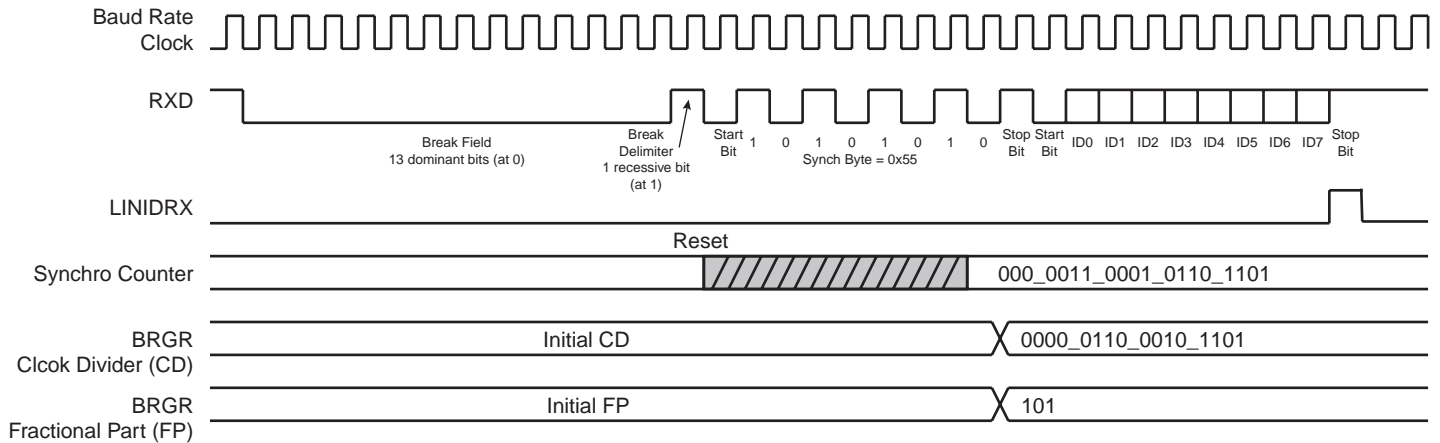 Baud Rate
Clock
RXD
Break Field
13 dominant bits (at 0)
Break
Delimiter
1 recessive bit
(at 1)
Start
Bit
1 0 1 0 1 0 1 0
Synch Byte = 0x55
Stop
Bit
Start
Bit
ID0 ID1 ID2 ID3 ID4 ID5 ID6 ID7
Stop
Bit
LINIDRX
Reset
Synchro Counter
000_0011_0001_0110_1101
BRGR
Clcok Divider (CD)
Initial CD
0000_0110_0010_1101
BRGR
Fractional Part (FP)
Initial FP
101